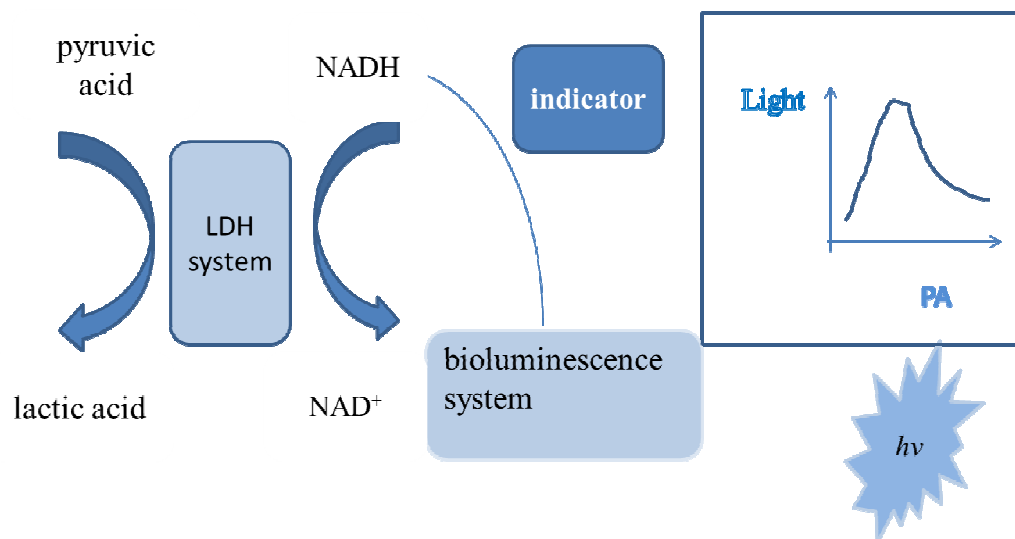 pyruvic
acid
NADH
indicator
Light
LDH
system
PA
bioluminescence
system
lactic acid
NAD⁺
hν